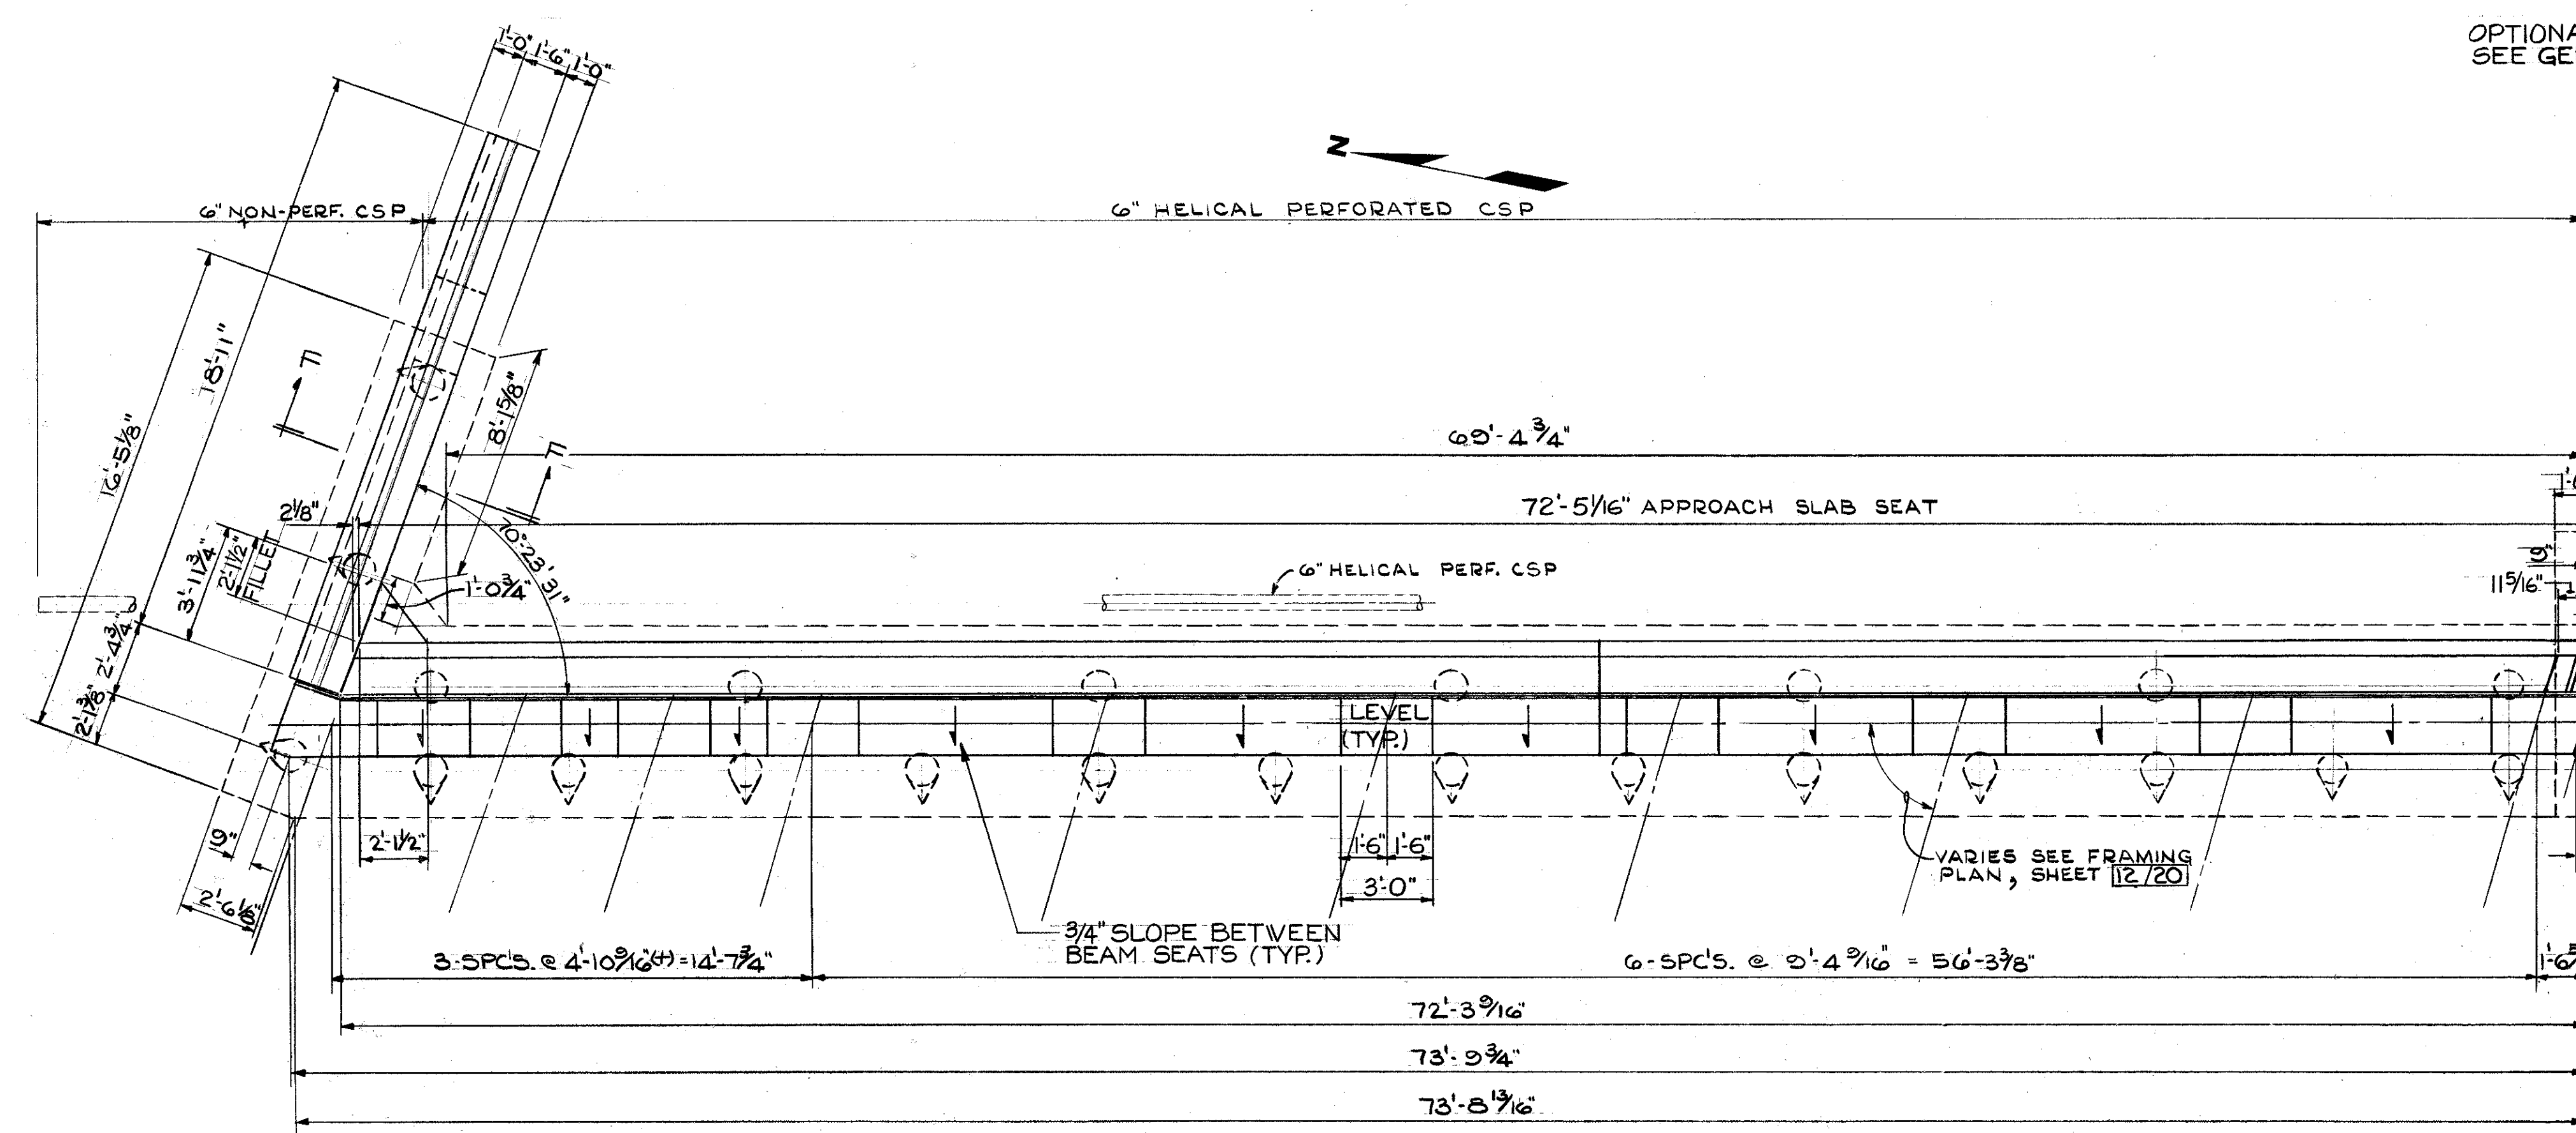 OPTIONA
SEE GE
1'-0" 1'-6" 1'-0"
N
6" NON-PERF. CSP
6" HELICAL PERFORATED CSP
18'-11"
16'-5 1/8"
8'-1 5/8"
69'-4 3/4"
72'-5/16" APPROACH SLAB SEAT
2 1/8"
70°-23'31"
1'-0 3/4"
3'-11 3/4"
2'-1 1/2"
FILLET
6" HELICAL PERF. CSP
9"
11 5/16"
2'-4 3/4"
LEVEL
(TYP.)
9"
2'-1 1/2"
1'-6" 1'-6"
3'-0"
VARIES SEE FRAMING
PLAN, SHEET 12/20
2'-6 1/8"
3/4" SLOPE BETWEEN
BEAM SEATS (TYP.)
3-SPC'S. @ 4'-10 9/16"(+)=14'-7 3/4"
6-SPC'S. @ 9'-4 9/16" = 56'-3 3/8"
72'-3 9/16"
73'-9 3/4"
73'-8 13/16"